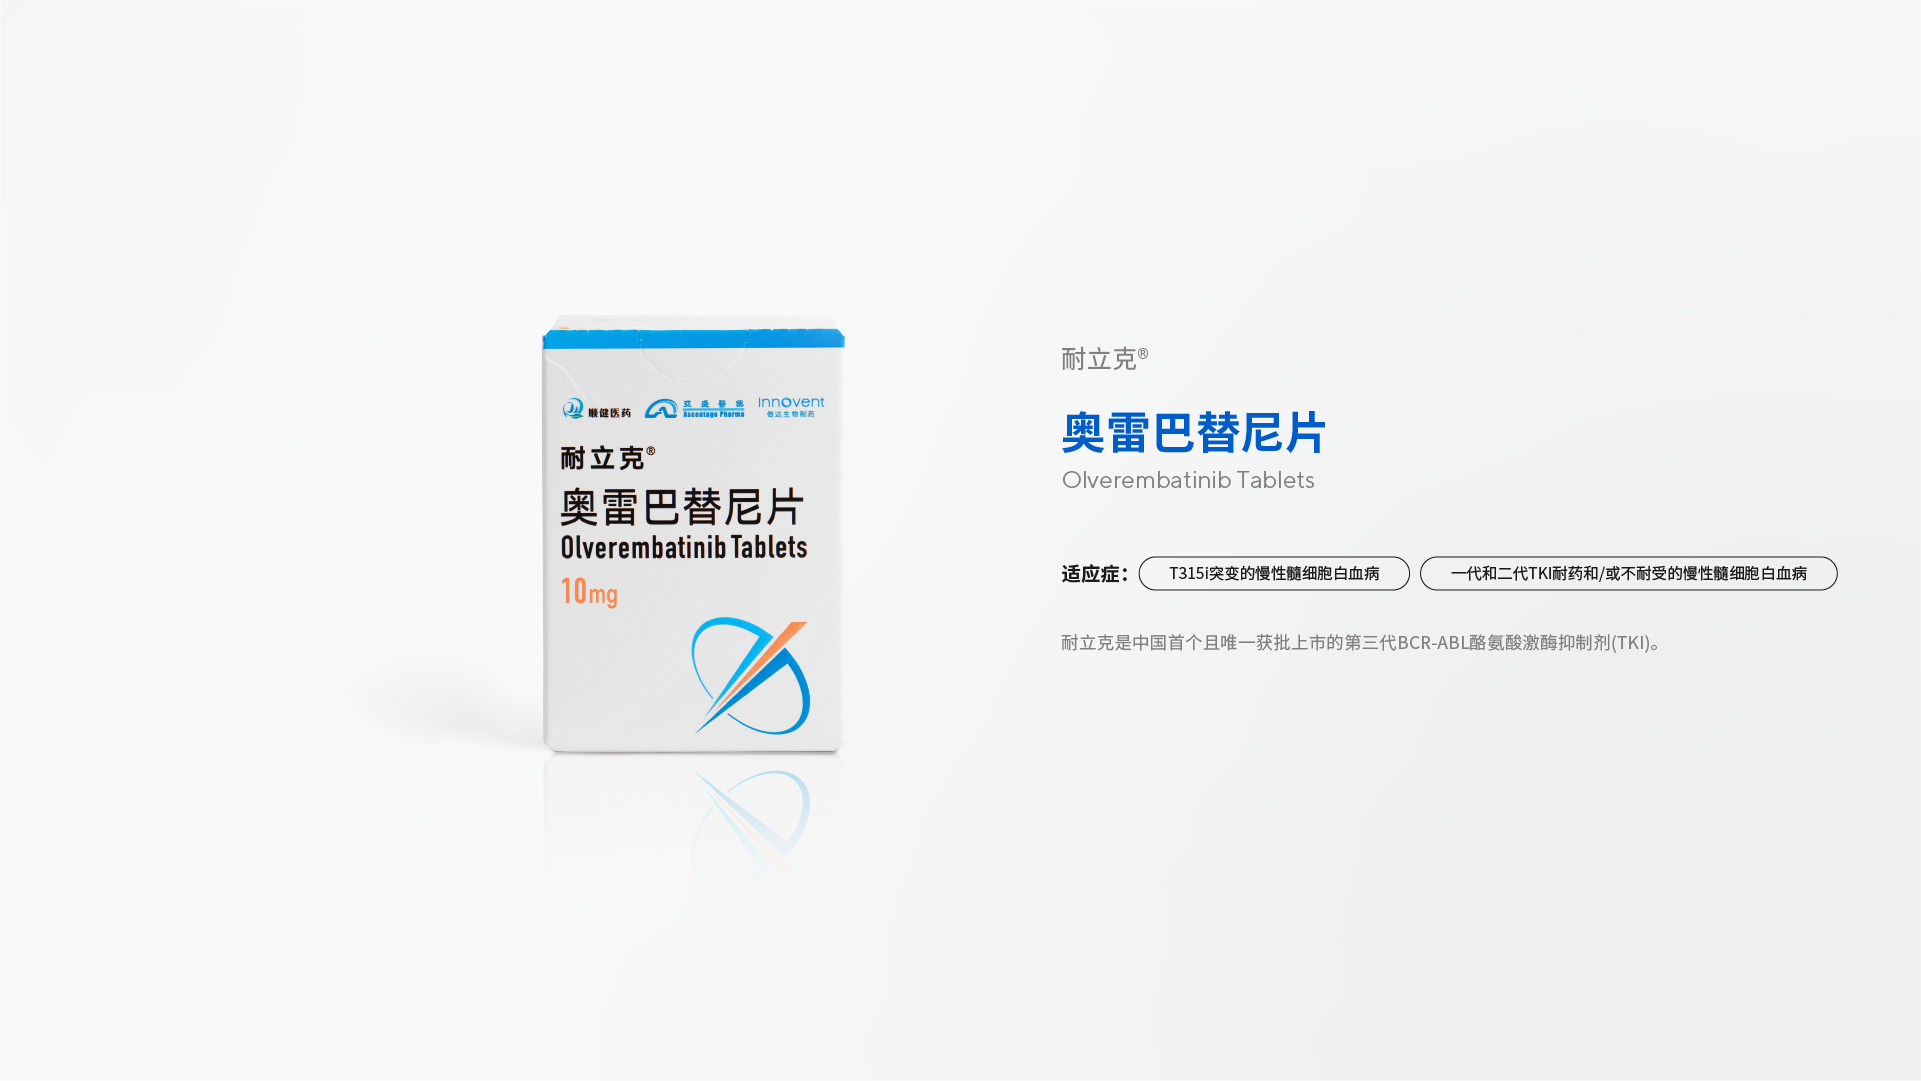 顺健医药
亞盛醫藥
Ascentage Pharma
Innovent
信达生物制药
耐立克®
奥雷巴替尼片
Olverembatinib Tablets
10mg
耐立克®
奥雷巴替尼片
Olverembatinib Tablets
适应症： T315i突变的慢性髓细胞白血病 一代和二代TKI耐药和/或不耐受的慢性髓细胞白血病
耐立克是中国首个且唯一获批上市的第三代BCR-ABL酪氨酸激酶抑制剂(TKI)。